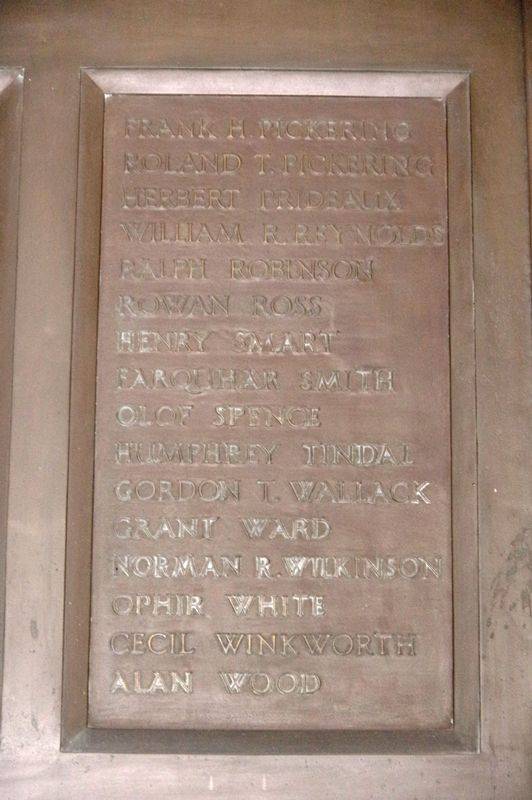 FRANK H. PICKERING
ROLAND T. PICKERING
HERBERT PRIDEAUX
WILLIAM R. REYNOLDS
RALPH ROBINSON
ROWAN ROSS
HENRY SMART
FARQUHAR SMITH
OLOF SPENCE
HUMPHREY TINDAL
GORDON T. WALLACK
GRANT WARD
NORMAN R. WILKINSON
OPHIR WHITE
CECIL WINKWORTH
ALAN WOOD